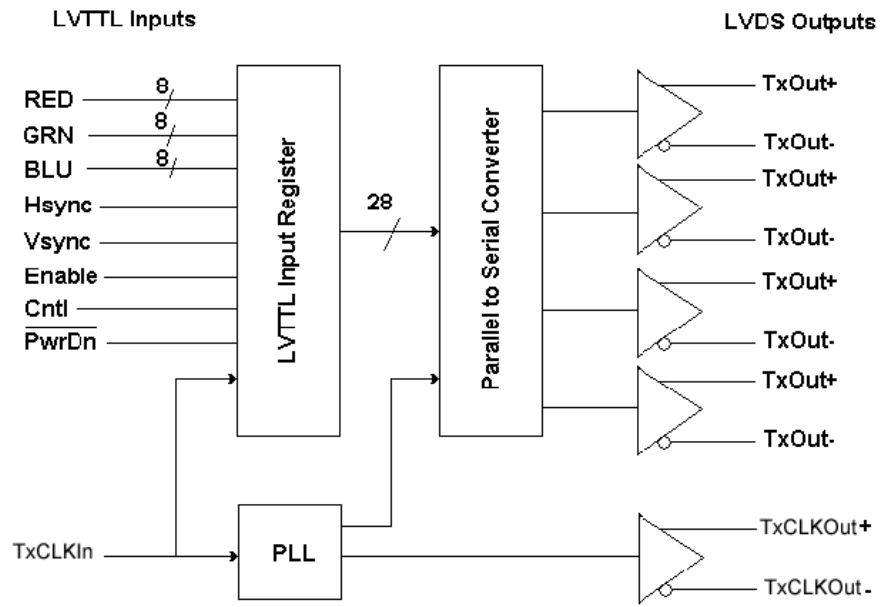 LVTTL Inputs
LVDS Outputs
RED
8
GRN
8
BLU
8
Hsync
Vsync
Enable
Cntl
PwrDn
LVTTL Input Register
28
Parallel to Serial Converter
TxOut+
TxOut-
TxOut+
TxOut-
TxOut+
TxOut-
TxOut+
TxOut-
TxCLKIn
PLL
TxCLKOut+
TxCLKOut-